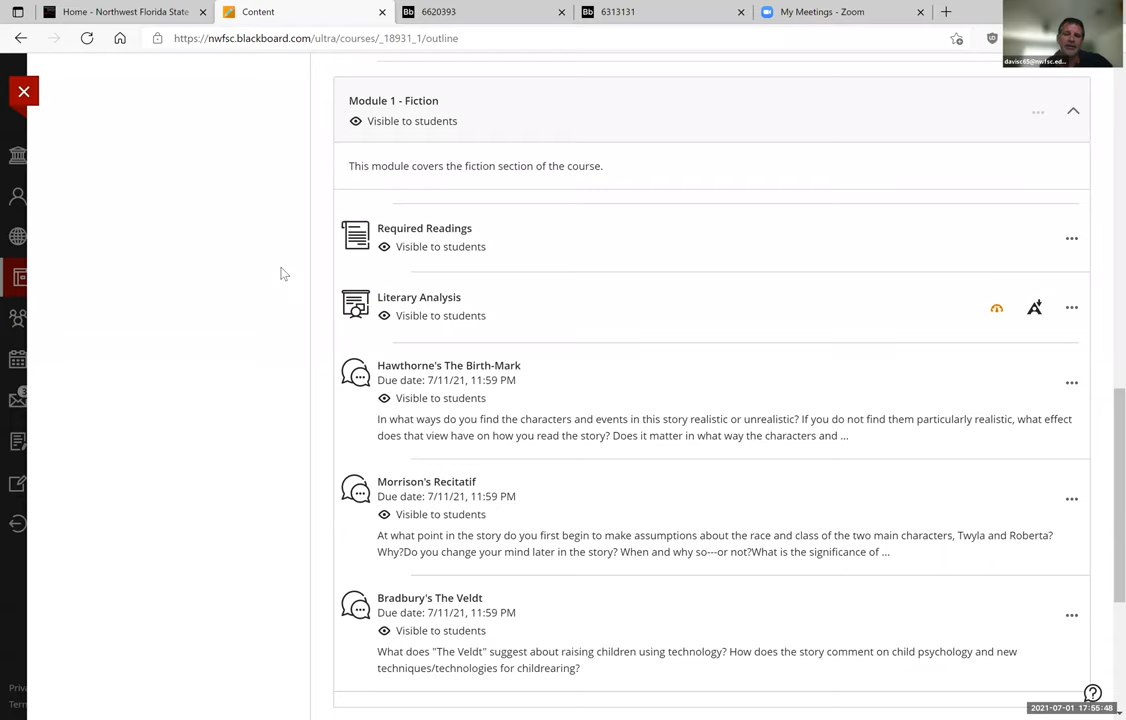 Home - Northwest Florida State
Content
Bb 6620393
Bb 6313131
My Meetings - Zoom
https://nwfsc.blackboard.com/ultra/courses/_18931_1/outline
Module 1 - Fiction
Visible to students
This module covers the fiction section of the course.
Required Readings
Visible to students
Literary Analysis
Visible to students
Hawthorne's The Birth-Mark
Due date: 7/11/21, 11:59 PM
Visible to students
In what ways do you find the characters and events in this story realistic or unrealistic? If you do not find them particularly realistic, what effect
does that view have on how you read the story? Does it matter in what way the characters and ...
Morrison's Recitatif
Due date: 7/11/21, 11:59 PM
Visible to students
At what point in the story do you first begin to make assumptions about the race and class of the two main characters, Twyla and Roberta?
Why?Do you change your mind later in the story? When and why so---or not?What is the significance of ...
Bradbury's The Veldt
Due date: 7/11/21, 11:59 PM
Visible to students
What does "The Veldt" suggest about raising children using technology? How does the story comment on child psychology and new
techniques/technologies for childrearing?
Priva
Term
2021-07-01 17:55:48